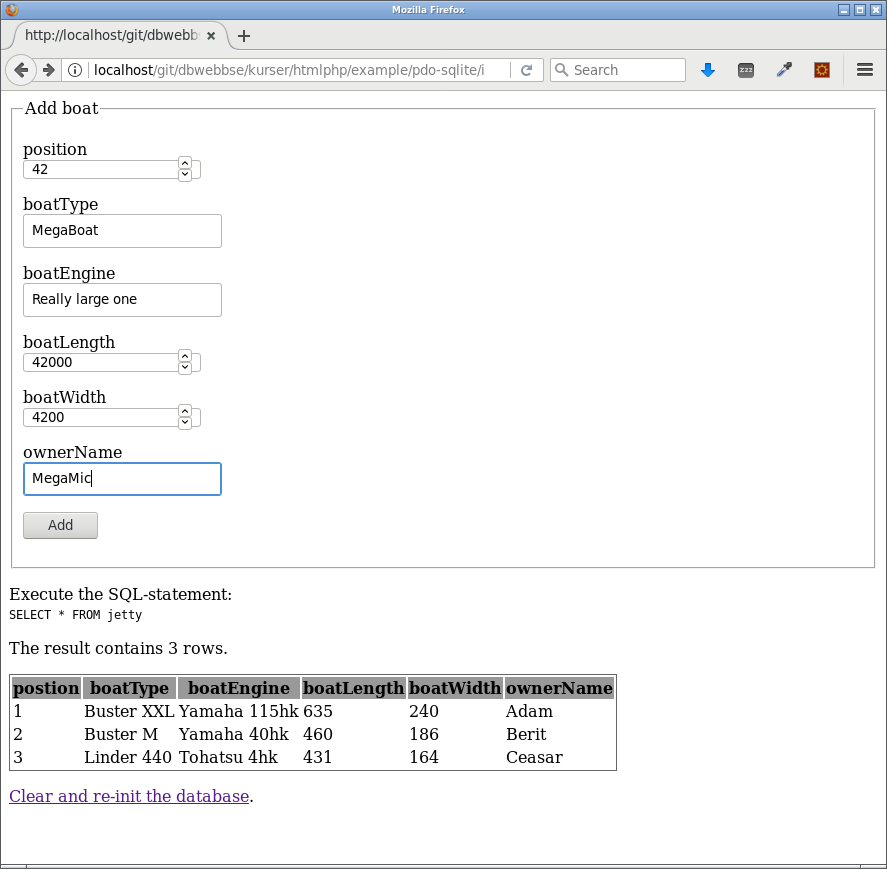 Mozilla Firefox
http://localhost/git/dbwebb
localhost/git/dbwebbse/kurser/htmlphp/example/pdo-sqlite/i
Search
zzz
Add boat
position
42
boatType
MegaBoat
boatEngine
Really large one
boatLength
42000
boatWidth
4200
ownerName
MegaMic
Add
Execute the SQL-statement:
SELECT * FROM jetty
The result contains 3 rows.
postion boatType boatEngine boatLength boatWidth ownerName
1 Buster XXL Yamaha 115hk 635 240 Adam
2 Buster M Yamaha 40hk 460 186 Berit
3 Linder 440 Tohatsu 4hk 431 164 Ceasar
Clear and re-init the database.